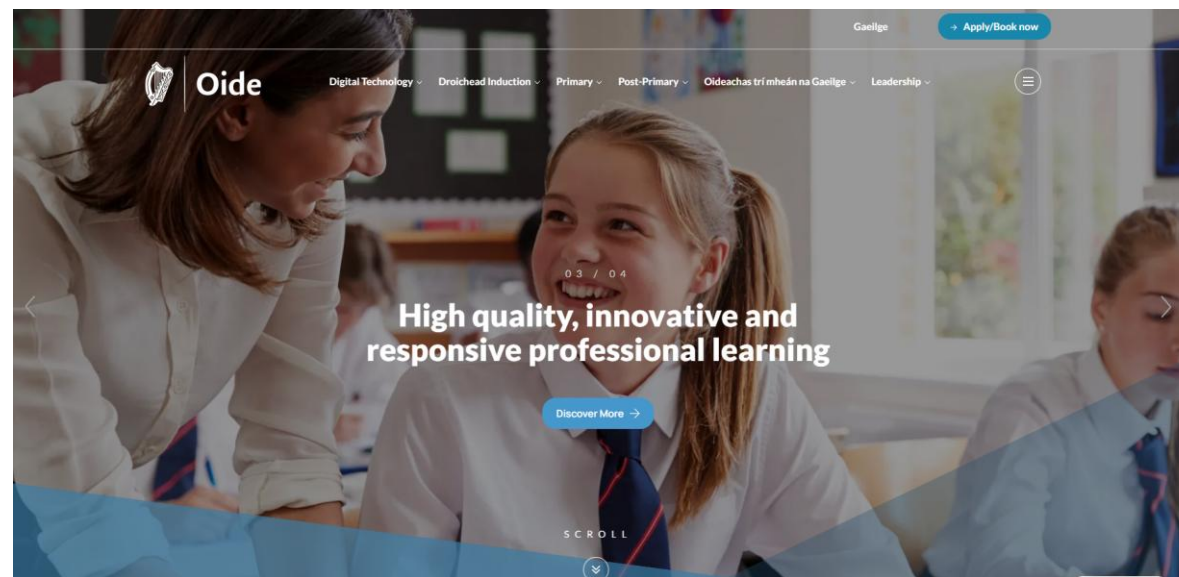 Gaeilge
→ Apply/Book now
Oide
Digital Technology
Droichead Induction
Primary
Post-Primary
Oideachas trí mheán na Gaeilge
Leadership
03 / 04
High quality, innovative and
responsive professional learning
Discover More →
SCROLL